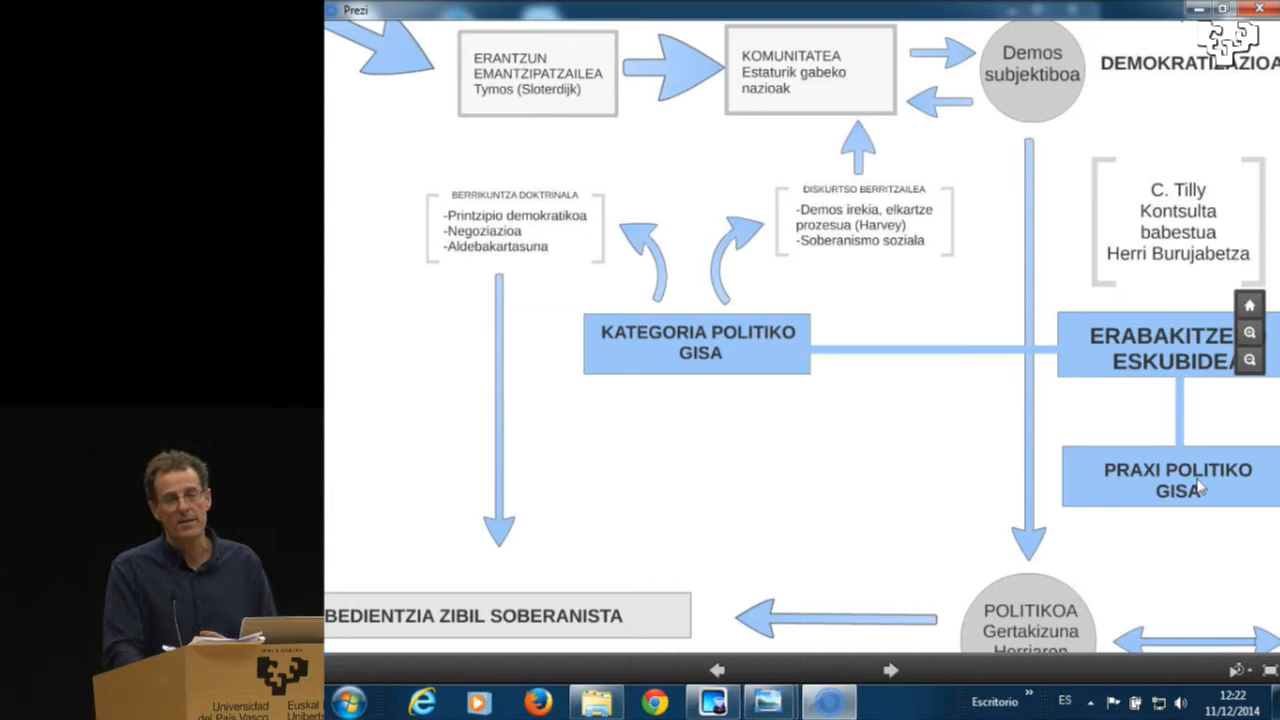 Prezi
ERANTZUN
EMANTZIPATZAILEA
Tymos (Sloterdijk)
KOMUNITATEA
Estaturik gabeko
nazioak
Demos
subjektiboa
DEMOKRATIZAZIOA
BERRIKUNTZA DOKTRINALA
-Printzipio demokratikoa
-Negoziazioa
-Aldebakartasuna
DISKURTSO BERRITZAILEA
-Demos irekia, elkartze
prozesua (Harvey)
-Soberanismo soziala
C. Tilly
Kontsulta
babestua
Herri Burujabetza
KATEGORIA POLITIKO
GISA
ERABAKITZE
ESKUBIDEA
PRAXI POLITIKO
GISA
BEDIENTZIA ZIBIL SOBERANISTA
POLITIKOA
Gertakizuna
Herriaren
Universidad
del País Vasco
Euskal
Uniberts
Escritorio
ES
12:22
11/12/2014